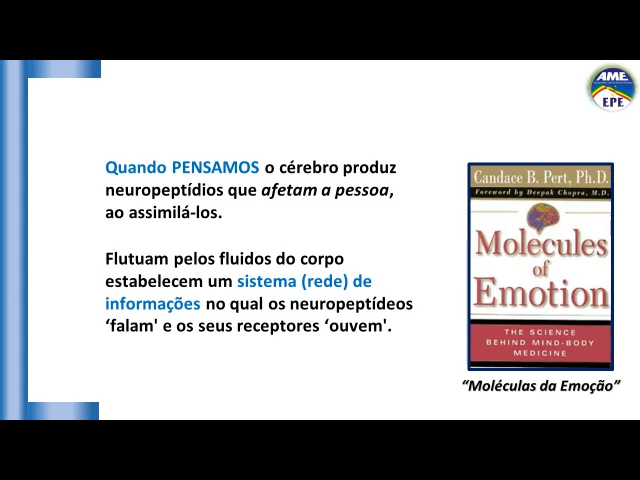 AME
EPE
Quando PENSAMOS o cérebro produz
neuropeptídios que afetam a pessoa,
ao assimilá-los.
Flutuam pelos fluidos do corpo
estabelecem um sistema (rede) de
informações no qual os neuropeptídeos
‘falam' e os seus receptores ‘ouvem'.
Candace B. Pert, Ph.D.
Foreword by Deepak Chopra, M.D.
Molecules
of
Emotion
THE SCIENCE
BEHIND MIND-BODY
MEDICINE
“Moléculas da Emoção”